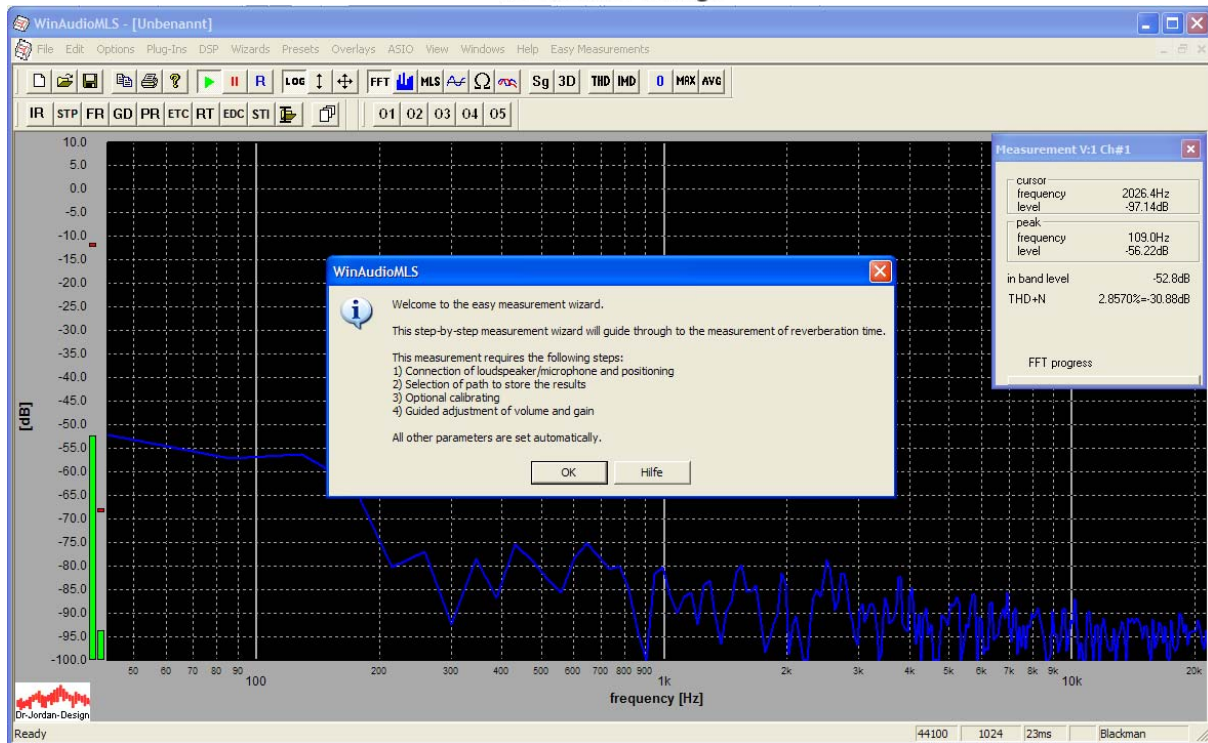 WinAudioMLS - [Unbenannt]
File Edit Options Plug-Ins DSP Wizards Presets Overlays ASIO View Windows Help Easy Measurements
R LOG FFT MLS Ω Sg 3D THD IMD 0 MAX AVG
IR STP FR GD PR ETC RT EDC STI 01 02 03 04 05
10.0
5.0
0.0
-5.0
-10.0
-15.0
-20.0
-25.0
-30.0
-35.0
-40.0
-45.0
-50.0
-55.0
-60.0
-65.0
-70.0
-75.0
-80.0
-85.0
-90.0
-95.0
-100.0
[dB]
Measurement V:1 Ch#1
cursor
frequency 2026.4Hz
level -97.14dB
peak
frequency 109.0Hz
level -56.22dB
in band level -52.8dB
THD+N 2.8570%=-30.88dB
FFT progress
WinAudioMLS
Welcome to the easy measurement wizard.
This step-by-step measurement wizard will guide through to the measurement of reverberation time.
This measurement requires the following steps:
1) Connection of loudspeaker/microphone and positioning
2) Selection of path to store the results
3) Optional calibrating
4) Guided adjustment of volume and gain
All other parameters are set automatically.
OK Hilfe
50 60 70 80 90 100 200 300 400 500 600 700 800 900 1k 2k 3k 4k 5k 6k 7k 8k 9k 10k 20k
frequency [Hz]
Dr-Jordan-Design
Ready 44100 1024 23ms Blackman